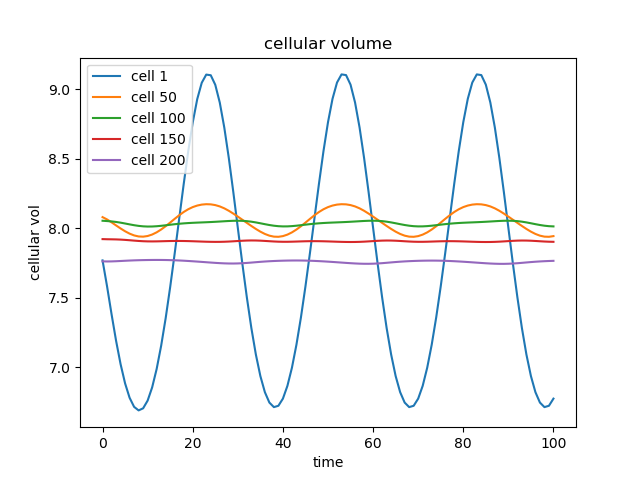 cellular volume
cell 1
cell 50
cell 100
cell 150
cell 200
9.0
8.5
8.0
7.5
7.0
cellular vol
0 20 40 60 80 100
time